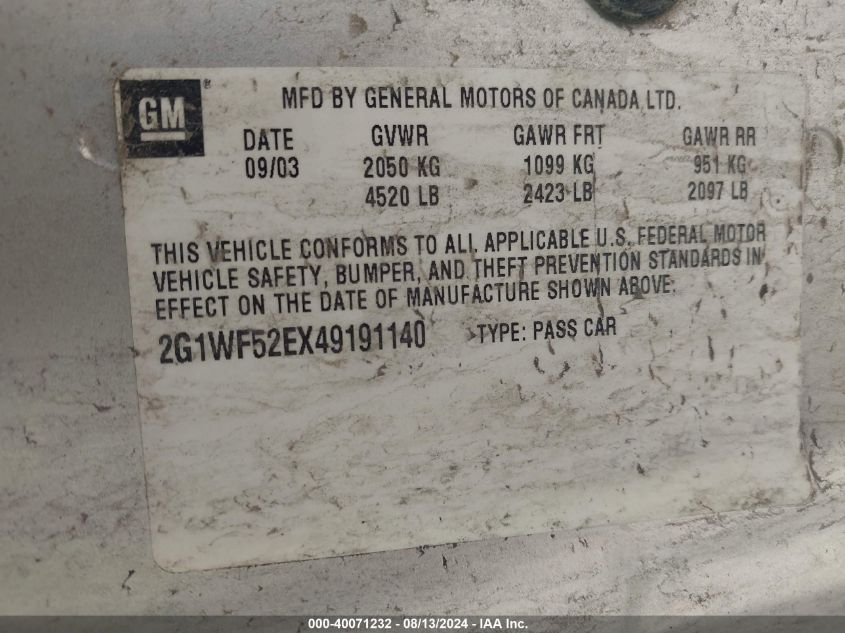 GM ®
MFD BY GENERAL MOTORS OF CANADA LTD.
DATE GVWR GAWR FRT GAWR RR
09/03 2050 KG 1099 KG 951 KG
4520 LB 2423 LB 2097 LB
THIS VEHICLE CONFORMS TO ALL APPLICABLE U.S. FEDERAL MOTOR
VEHICLE SAFETY, BUMPER, AND THEFT PREVENTION STANDARDS IN
EFFECT ON THE DATE OF MANUFACTURE SHOWN ABOVE.
2G1WF52EX49191140 TYPE: PASS CAR
000-40071232 - 08/13/2024 - IAA Inc.